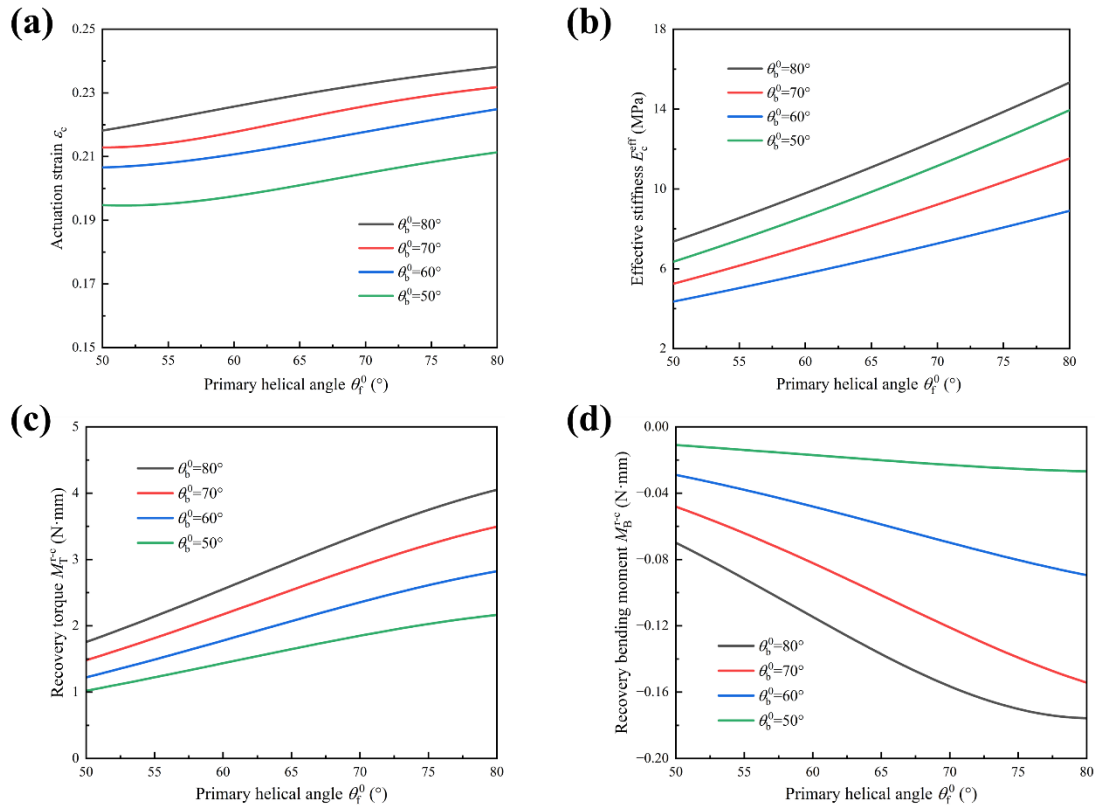 (a)
0.25
0.23
0.21
0.19
0.17
0.15
Actuation strain εc
θb0=80°
θb0=70°
θb0=60°
θb0=50°
50 55 60 65 70 75 80
Primary helical angle θf0 (°)
(b)
18
14
10
6
2
Effective stiffness Eceff (MPa)
θb0=80°
θb0=70°
θb0=60°
θb0=50°
50 55 60 65 70 75 80
Primary helical angle θf0 (°)
(c)
5
4
3
2
1
0
Recovery torque MTr-c (N·mm)
θb0=80°
θb0=70°
θb0=60°
θb0=50°
50 55 60 65 70 75 80
Primary helical angle θf0 (°)
(d)
0.00
−0.04
−0.08
−0.12
−0.16
−0.20
Recovery bending moment MBr-c (N·mm)
θb0=80°
θb0=70°
θb0=60°
θb0=50°
50 55 60 65 70 75 80
Primary helical angle θf0 (°)